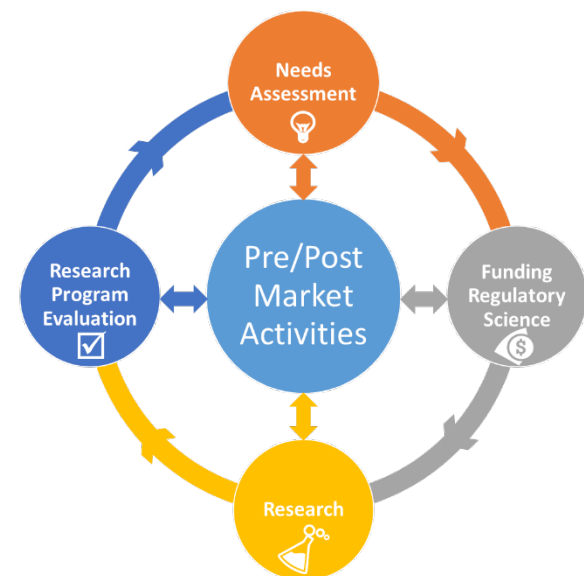 Needs
Assessment
Research
Program
Evaluation
Pre/Post
Market
Activities
Funding
Regulatory
Science
$
Research